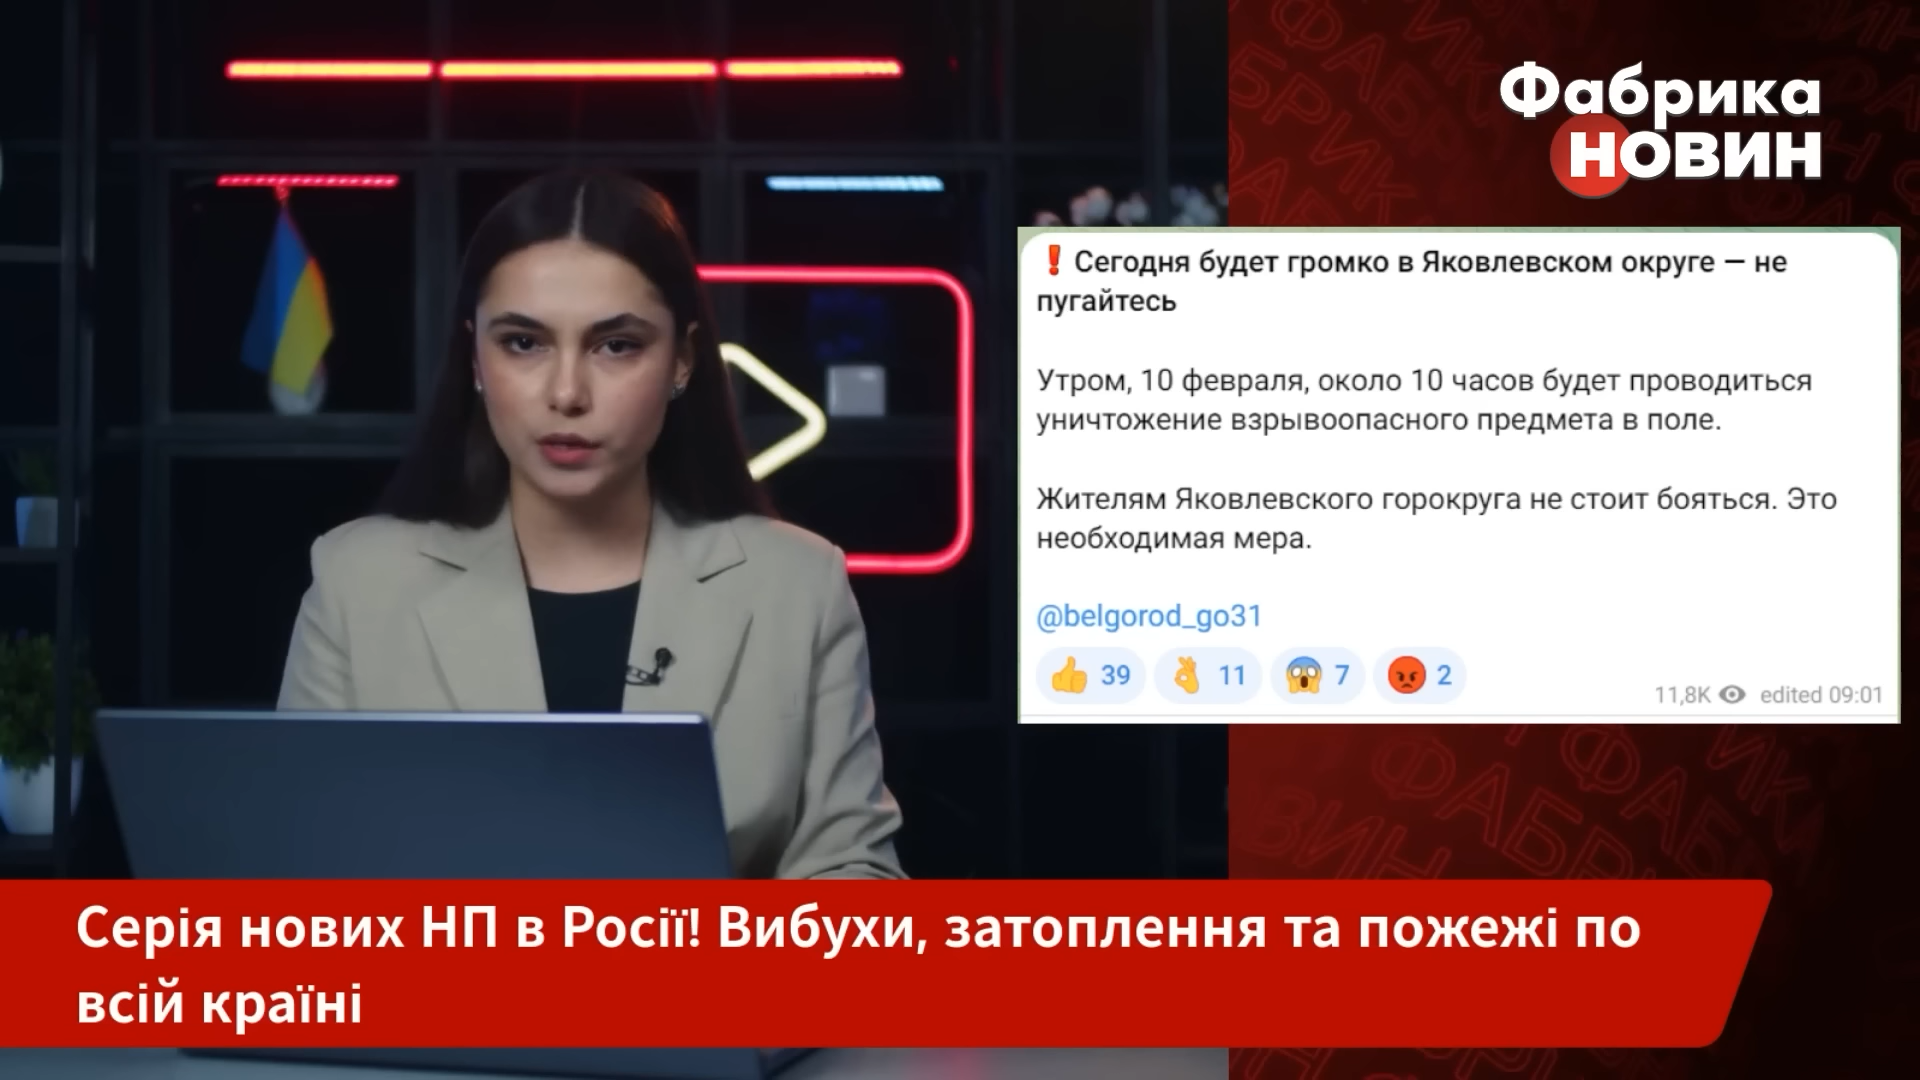 Фабрика
НОВИН
❗ Сегодня будет громко в Яковлевском округе — не
пугайтесь
Утром, 10 февраля, около 10 часов будет проводиться
уничтожение взрывоопасного предмета в поле.
Жителям Яковлевского горокруга не стоит бояться. Это
необходимая мера.
@belgorod_go31
👍 39 👌 11 😱 7 😡 2
11,8K edited 09:01
Серія нових НП в Росії! Вибухи, затоплення та пожежі по
всій країні